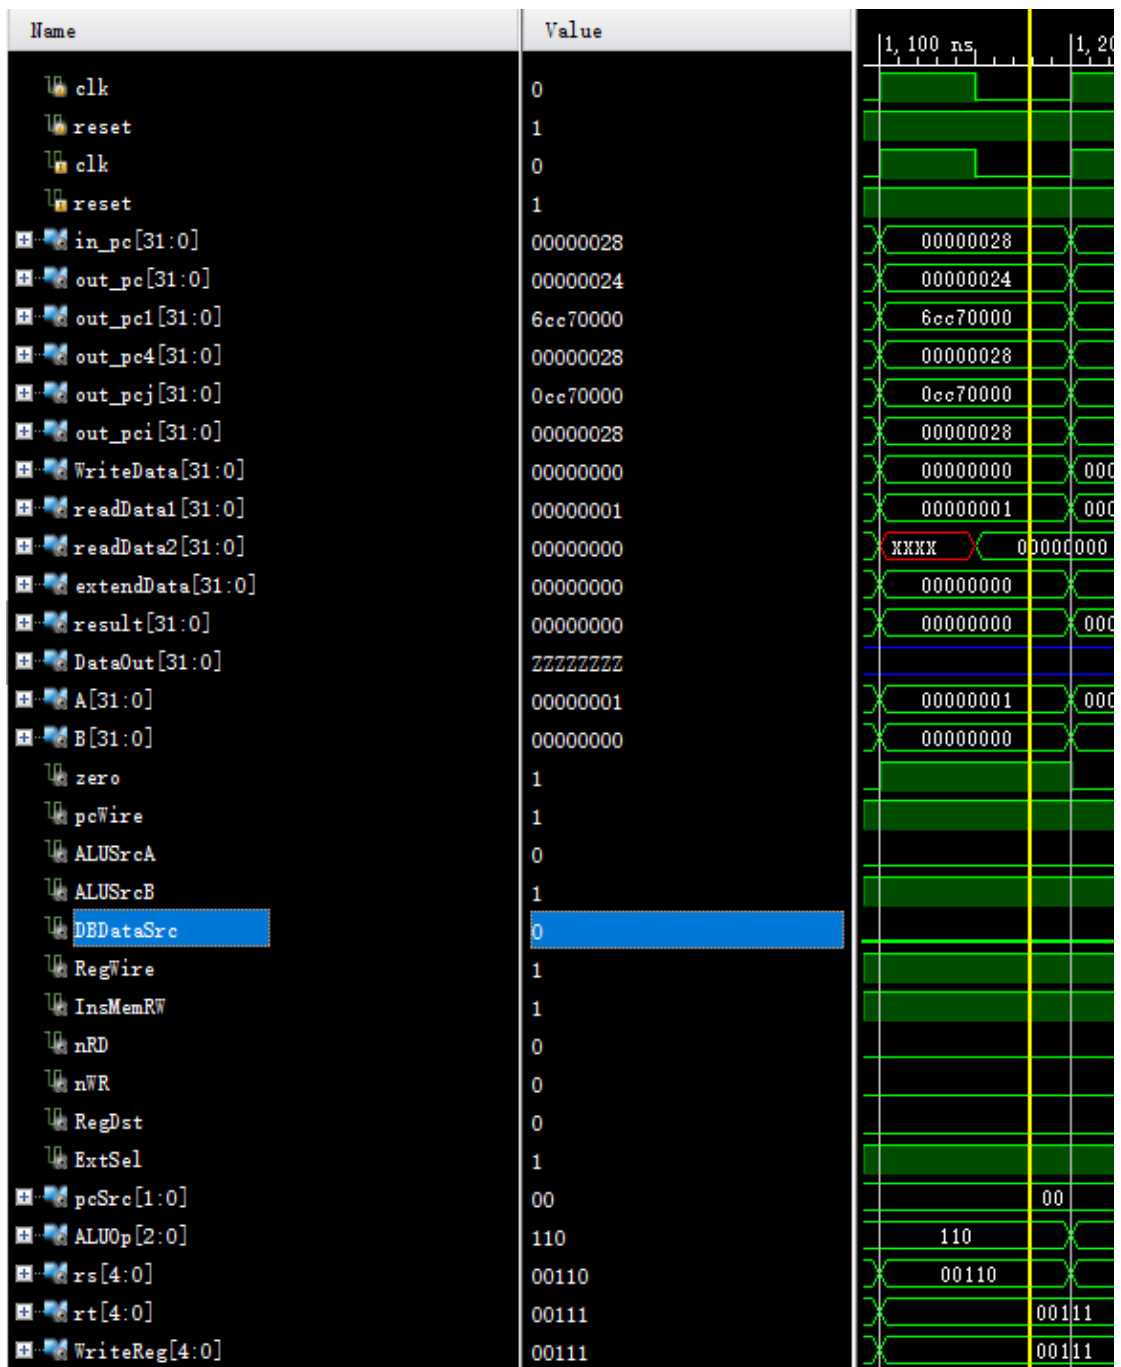 Name Value 1,100 ns 1,20
clk 0
reset 1
clk 0
reset 1
in_pc[31:0] 00000028 00000028
out_pc[31:0] 00000024 00000024
out_pc1[31:0] 6cc70000 6cc70000
out_pc4[31:0] 00000028 00000028
out_pcj[31:0] 0cc70000 0cc70000
out_pci[31:0] 00000028 00000028
WriteData[31:0] 00000000 00000000 000
readData1[31:0] 00000001 00000001 000
readData2[31:0] 00000000 XXXX 00000000
extendData[31:0] 00000000 00000000
result[31:0] 00000000 00000000 000
DataOut[31:0] ZZZZZZZZ
A[31:0] 00000001 00000001 000
B[31:0] 00000000 00000000
zero 1
pcWire 1
ALUSrcA 0
ALUSrcB 1
DBDataSrc 0
RegWire 1
InsMemRW 1
nRD 0
nWR 0
RegDst 0
ExtSel 1
pcSrc[1:0] 00 00
ALUOp[2:0] 110 110
rs[4:0] 00110 00110
rt[4:0] 00111 00111
WriteReg[4:0] 00111 00111